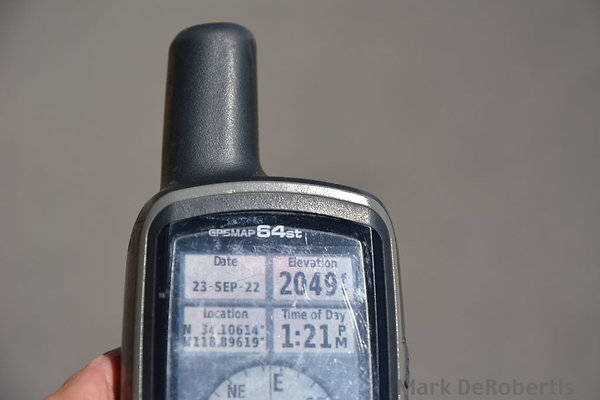 GPSMAP 64st
Date
23-SEP-22
Elevation
2049f
Location
N 34.10614°
W118.89619°
Time of Day
1:21 PM
NE
E
Mark DeRobertis